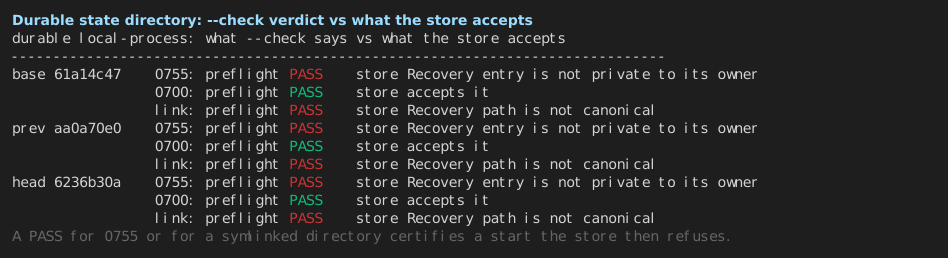 Durable state directory: --check verdict vs what the store accepts
durable local-process: what --check says vs what the store accepts
------------------------------------------------------------------------------
base 61a14c47 0755: preflight PASS store Recovery entry is not private to its owner
0700: preflight PASS store accepts it
link: preflight PASS store Recovery path is not canonical
prev aa0a70e0 0755: preflight PASS store Recovery entry is not private to its owner
0700: preflight PASS store accepts it
link: preflight PASS store Recovery path is not canonical
head 6236b30a 0755: preflight PASS store Recovery entry is not private to its owner
0700: preflight PASS store accepts it
link: preflight PASS store Recovery path is not canonical
A PASS for 0755 or for a symlinked directory certifies a start the store then refuses.